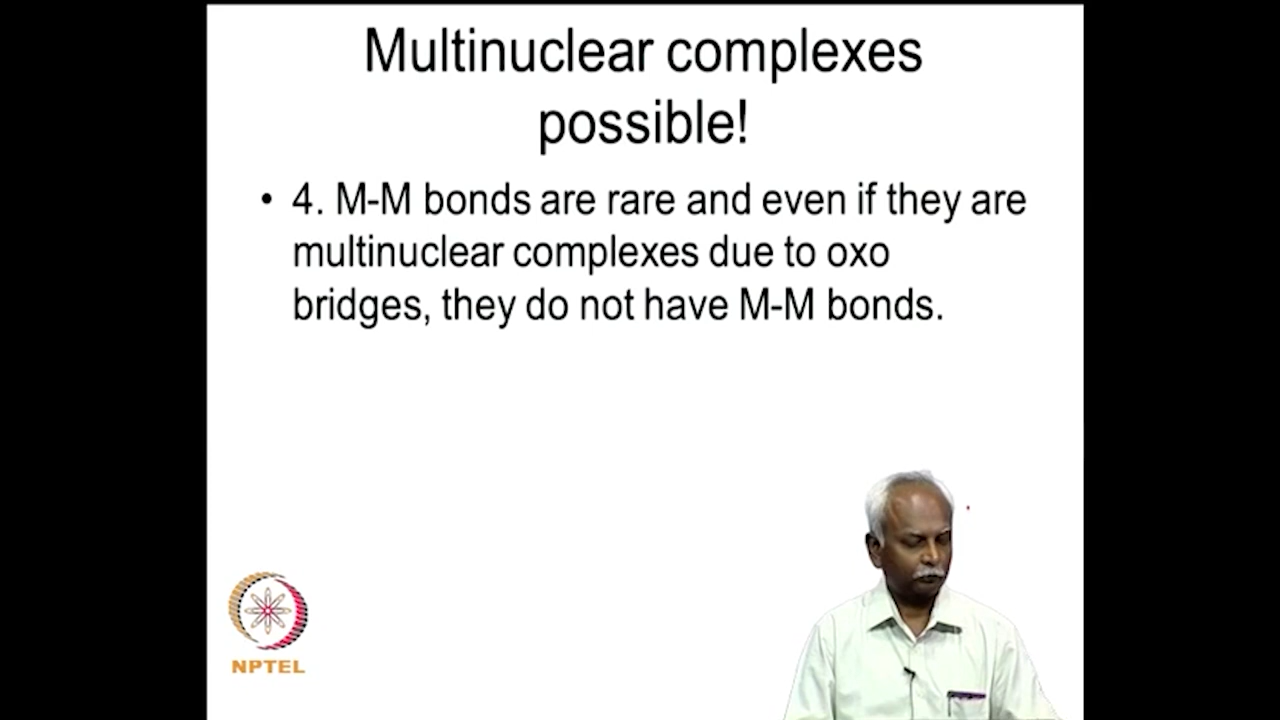 Multinuclear complexes
possible!
• 4. M-M bonds are rare and even if they are
multinuclear complexes due to oxo
bridges, they do not have M-M bonds.
NPTEL